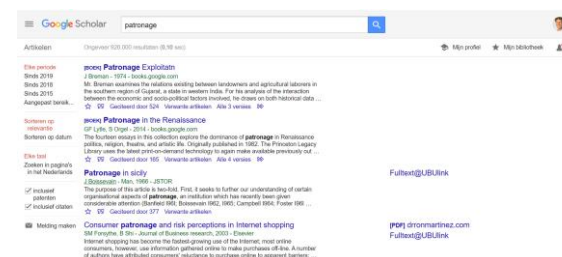 Google Scholar
patronage
Artikelen
Ongeveer 928.000 resultaten (0,10 sec)
Mijn profiel
Mijn bibliotheek
Elke periode
Sinds 2019
Sinds 2018
Sinds 2015
Aangepast bereik...
Sorteren op relevantie
Sorteren op datum
Elke taal
Zoeken in pagina's in het Nederlands
inclusief patenten
inclusief citaten
Melding maken
[BOEK] Patronage Exploitatn
J Breman - 1974 - books.google.com
Mr. Breman examines the relations existing between landowners and agricultural laborers in
the southern region of Gujarat, a state in western India. For his analysis of the interaction
between the economic and socio-political factors involved, he draws on both historical data ...
Geciteerd door 524 Verwante artikelen Alle 3 versies
[BOEK] Patronage in the Renaissance
GF Lytle, S Orgel - 2014 - books.google.com
The fourteen essays in this collection explore the dominance of patronage in Renaissance
politics, religion, theatre, and artistic life. Originally published in 1982. The Princeton Legacy
Library uses the latest print-on-demand technology to again make available previously out ...
Geciteerd door 165 Verwante artikelen Alle 4 versies
Patronage in sicily
J Boissevain - Man, 1966 - JSTOR
The purpose of this article is two-fold. First, it seeks to further our understanding of certain
organisational aspects of patronage, an institution which has recently been given
considerable attention (Banfield 1961; Boissevain 1962, 1965; Campbell 1964; Foster 1961 ...
Geciteerd door 377 Verwante artikelen
Fulltext@UBUlink
Consumer patronage and risk perceptions in Internet shopping
SM Forsythe, B Shi - Journal of Business research, 2003 - Elsevier
Internet shopping has become the fastest-growing use of the Internet, most online
consumers, however, use information gathered online to make purchases off-line. A number
of authors have attributed consumers' reluctance to purchase online to apparent barriers; ...
[PDF] drronmartinez.com
Fulltext@UBUlink